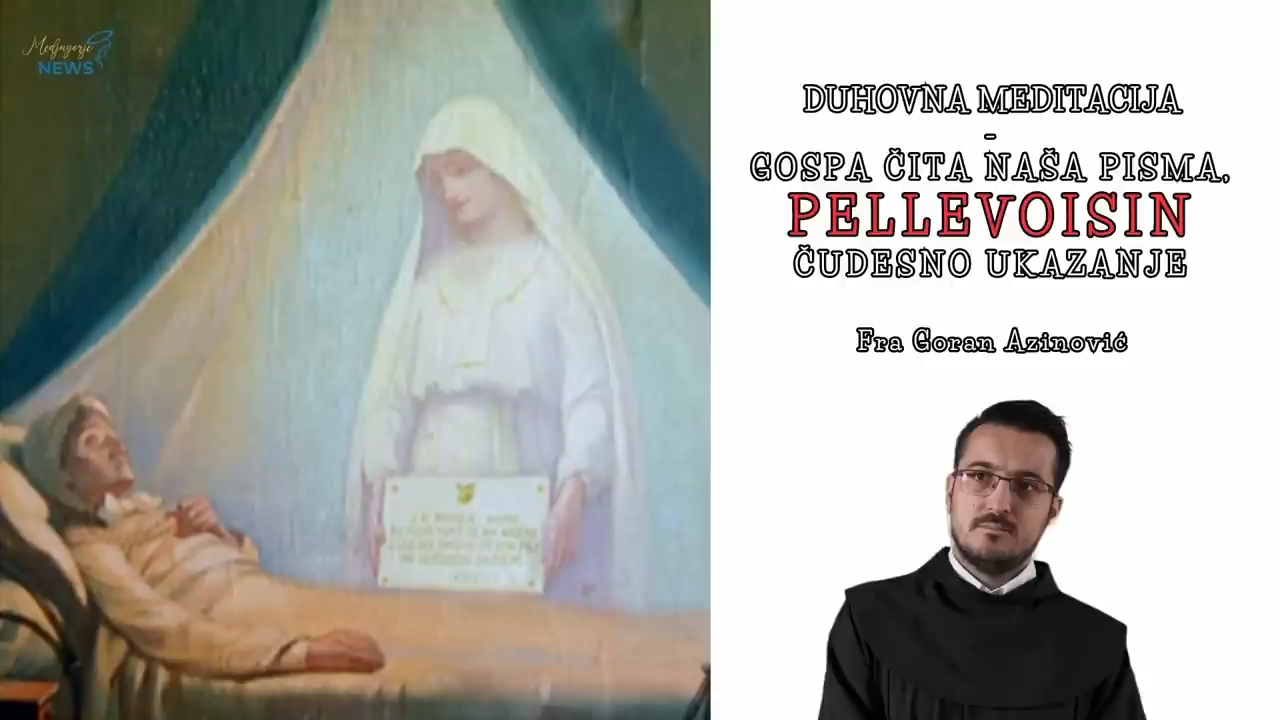 Medjugorje
NEWS
DUHOVNA MEDITACIJA
-
GOSPA ČITA NAŠA PISMA,
PELLEVOISIN
ČUDESNO UKAZANJE
Fra Goran Azinović